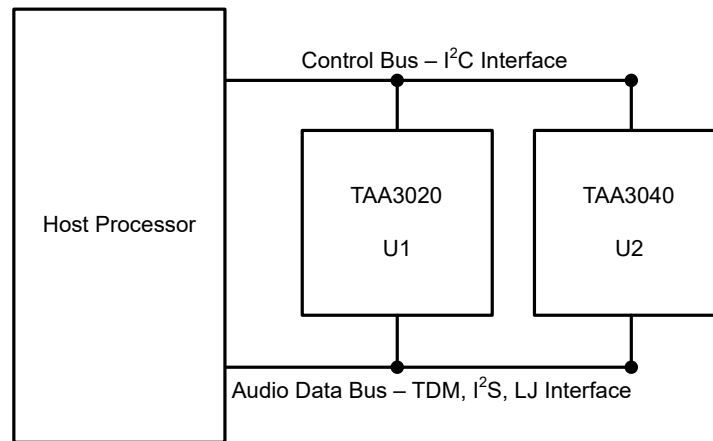 Control Bus – I²C Interface
TAA3020
TAA3040
Host Processor
U1
U2
Audio Data Bus – TDM, I²S, LJ Interface